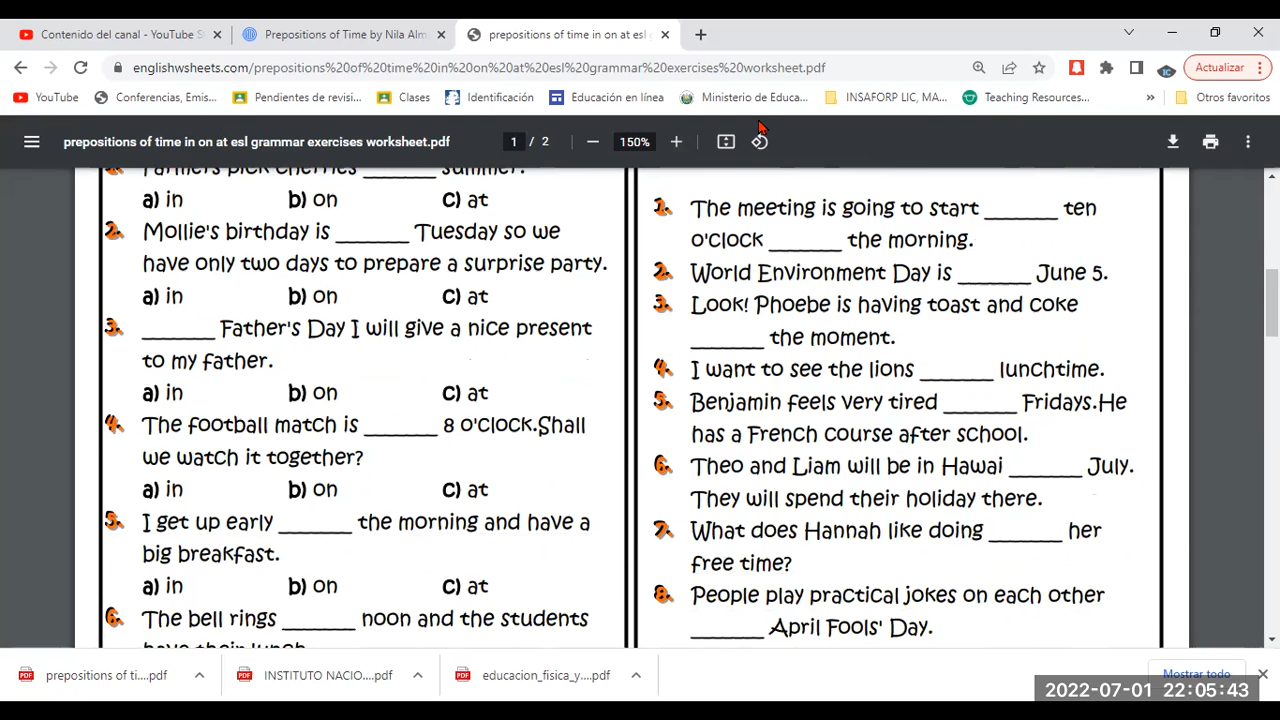 Contenido del canal - YouTube S
Prepositions of Time by Nila Alm
prepositions of time in on at esl g
englishwsheets.com/prepositions%20of%20time%20in%20on%20at%20esl%20grammar%20exercises%20worksheet.pdf
Actualizar
YouTube
Conferencias, Emis...
Pendientes de revisi...
Clases
Identificación
Educación en línea
Ministerio de Educa...
INSAFORP LIC, MA...
Teaching Resources...
»
Otros favoritos
prepositions of time in on at esl grammar exercises worksheet.pdf
1 / 2
150%
Farmers pick cherries _______ summer.
a) in b) on c) at
2. Mollie's birthday is _______ Tuesday so we
have only two days to prepare a surprise party.
a) in b) on c) at
3. _______ Father's Day I will give a nice present
to my father.
a) in b) on c) at
4. The football match is _______ 8 o'clock.Shall
we watch it together?
a) in b) on c) at
5. I get up early _______ the morning and have a
big breakfast.
a) in b) on c) at
6. The bell rings _______ noon and the students
have their lunch
1. The meeting is going to start _______ ten
o'clock _______ the morning.
2. World Environment Day is _______ June 5.
3. Look! Phoebe is having toast and coke
_______ the moment.
4. I want to see the lions _______ lunchtime.
5. Benjamin feels very tired _______ Fridays.He
has a French course after school.
6. Theo and Liam will be in Hawai _______ July.
They will spend their holiday there.
7. What does Hannah like doing _______ her
free time?
8. People play practical jokes on each other
_______ April Fools' Day.
prepositions of ti....pdf
INSTITUTO NACIO....pdf
educacion_fisica_y....pdf
Mostrar todo
2022-07-01 22:05:43